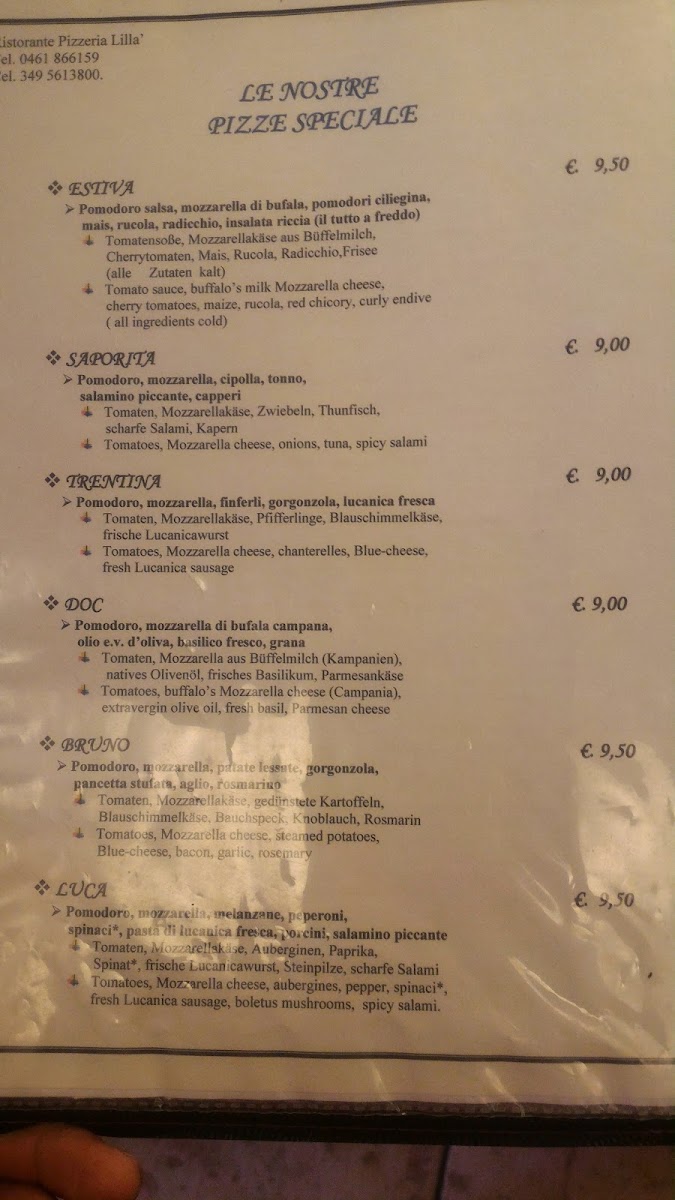 istorante Pizzeria Lilla'
el. 0461 866159
el. 349 5613800.
LE NOSTRE
PIZZE SPECIALE
€. 9,50
ESTIVA
Pomodoro salsa, mozzarella di bufala, pomodori ciliegina,
mais, rucola, radicchio, insalata riccia (il tutto a freddo)
Tomatensoße, Mozzarellakäse aus Büffelmilch,
Cherrytomaten, Mais, Rucola, Radicchio,Frisee
(alle Zutaten kalt)
Tomato sauce, buffalo's milk Mozzarella cheese,
cherry tomatoes, maize, rucola, red chicory, curly endive
( all ingredients cold)
SAPORITA € 9,00
Pomodoro, mozzarella, cipolla, tonno,
salamino piccante, capperi
Tomaten, Mozzarellakäse, Zwiebeln, Thunfisch,
scharfe Salami, Kapern
Tomatoes, Mozzarella cheese, onions, tuna, spicy salami
TRENTINA €. 9,00
Pomodoro, mozzarella, finferli, gorgonzola, lucanica fresca
Tomaten, Mozzarellakäse, Pfifferlinge, Blauschimmelkäse,
frische Lucanicawurst
Tomatoes, Mozzarella cheese, chanterelles, Blue-cheese,
fresh Lucanica sausage
DOC €. 9,00
Pomodoro, mozzarella di bufala campana,
olio e.v. d'oliva, basilico fresco, grana
Tomaten, Mozzarella aus Büffelmilch (Kampanien),
natives Olivenöl, frisches Basilikum, Parmesankäse
Tomatoes, buffalo's Mozzarella cheese (Campania),
extravergin olive oil, fresh basil, Parmesan cheese
BRUNO €. 9,50
Pomodoro, mozzarella, patate lessate, gorgonzola,
pancetta stufata, aglio, rosmarino
Tomaten, Mozzarellakäse, gedünstete Kartoffeln,
Blauschimmelkäse, Bauchspeck, Knoblauch, Rosmarin
Tomatoes, Mozzarella cheese, steamed potatoes,
Blue-cheese, bacon, garlic, rosemary
LUCA €. 9,50
Pomodoro, mozzarella, melanzane, peperoni,
spinaci*, pasta di lucanica fresca, porcini, salamino piccante
Tomaten, Mozzarellakäse, Auberginen, Paprika,
Spinat*, frische Lucanicawurst, Steinpilze, scharfe Salami
Tomatoes, Mozzarella cheese, aubergines, pepper, spinaci*,
fresh Lucanica sausage, boletus mushrooms, spicy salami.